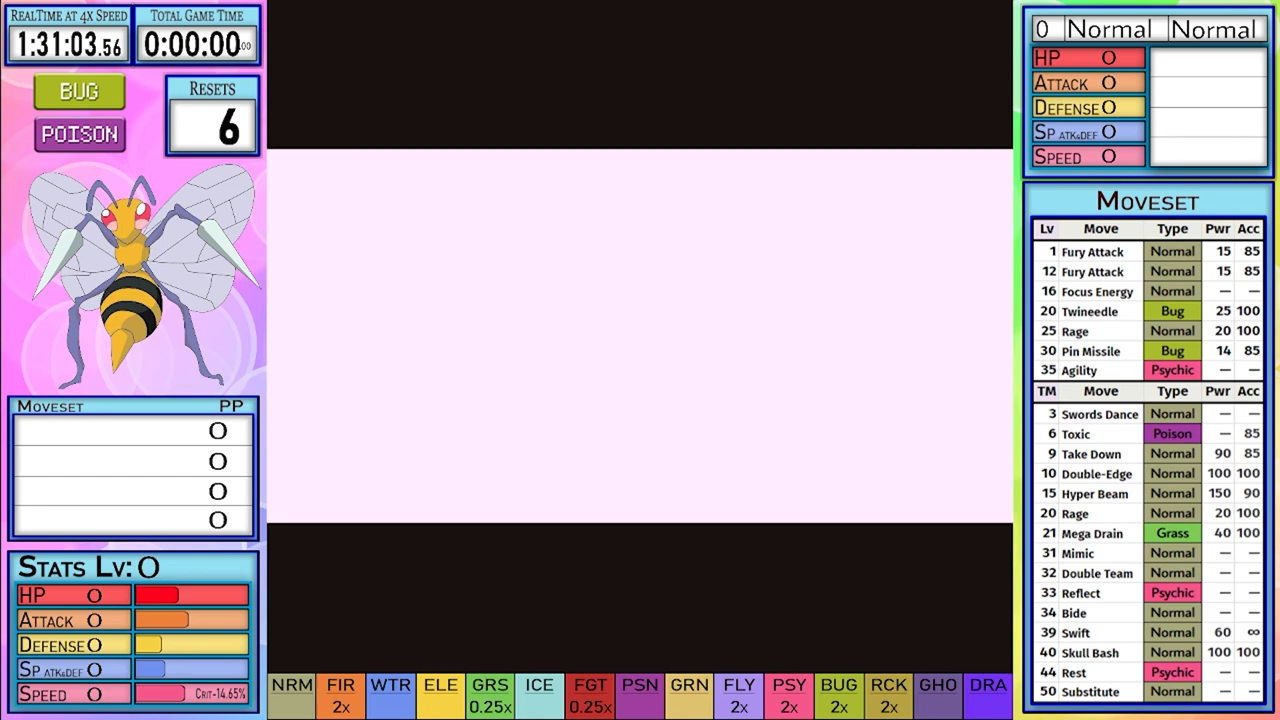 RealTime at 4x Speed
1:31:03.56
Total Game Time
0:00:00.00
BUG
POISON
Resets
6
Moveset PP
0
0
0
0
Stats Lv: 0
HP 0
Attack 0
Defense 0
Sp Atk&Def 0
Speed 0 Crit-14.65%
NRM FIR WTR ELE GRS ICE FGT PSN GRN FLY PSY BUG RCK GHO DRA
2x 0.25x 0.25x 2x 2x 2x 2x
0 Normal Normal
HP 0
Attack 0
Defense 0
Sp Atk&Def 0
Speed 0
Moveset
Lv Move Type Pwr Acc
1 Fury Attack Normal 15 85
12 Fury Attack Normal 15 85
16 Focus Energy Normal — —
20 Twineedle Bug 25 100
25 Rage Normal 20 100
30 Pin Missile Bug 14 85
35 Agility Psychic — —
TM Move Type Pwr Acc
3 Swords Dance Normal — —
6 Toxic Poison — 85
9 Take Down Normal 90 85
10 Double-Edge Normal 100 100
15 Hyper Beam Normal 150 90
20 Rage Normal 20 100
21 Mega Drain Grass 40 100
31 Mimic Normal — —
32 Double Team Normal — —
33 Reflect Psychic — —
34 Bide Normal — —
39 Swift Normal 60 ∞
40 Skull Bash Normal 100 100
44 Rest Psychic — —
50 Substitute Normal — —